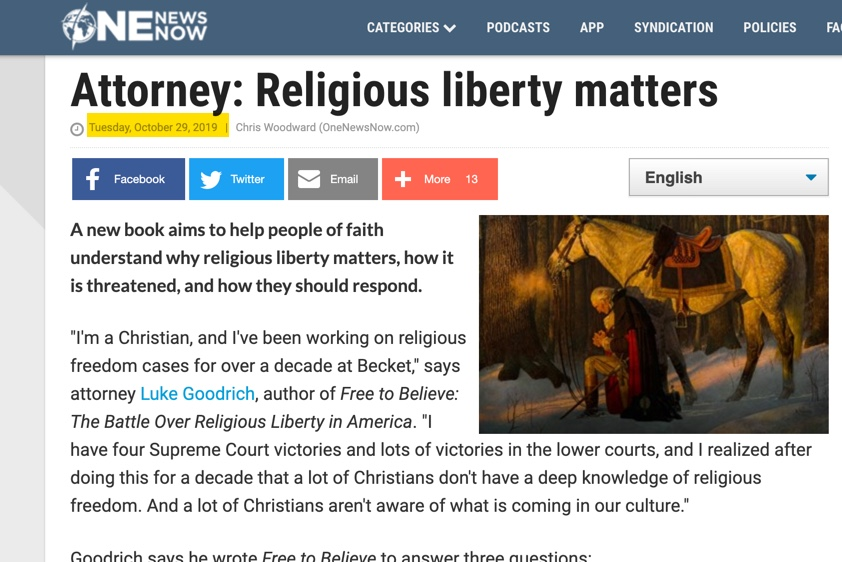 ONE NEWS NOW
CATEGORIES PODCASTS APP SYNDICATION POLICIES
Attorney: Religious liberty matters
Tuesday, October 29, 2019 | Chris Woodward (OneNewsNow.com)
Facebook Twitter Email More 13
English
A new book aims to help people of faith
understand why religious liberty matters, how it
is threatened, and how they should respond.
"I'm a Christian, and I've been working on religious
freedom cases for over a decade at Becket," says
attorney Luke Goodrich, author of Free to Believe:
The Battle Over Religious Liberty in America. "I
have four Supreme Court victories and lots of victories in the lower courts, and I realized after
doing this for a decade that a lot of Christians don't have a deep knowledge of religious
freedom. And a lot of Christians aren't aware of what is coming in our culture."
Goodrich says he wrote Free to Believe to answer three questions: